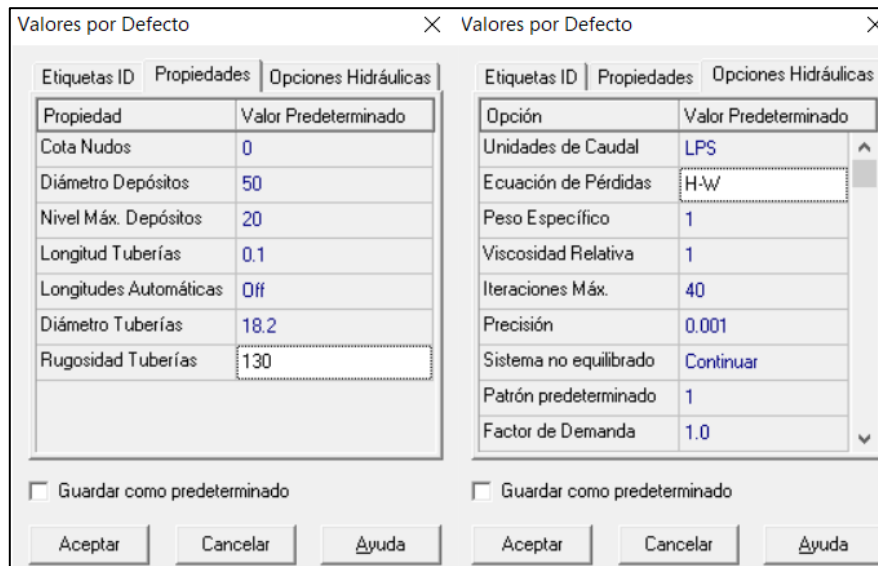 Valores por Defecto
Etiquetas ID Propiedades Opciones Hidráulicas
Propiedad Valor Predeterminado
Cota Nudos 0
Diámetro Depósitos 50
Nivel Máx. Depósitos 20
Longitud Tuberías 0.1
Longitudes Automáticas Off
Diámetro Tuberías 18.2
Rugosidad Tuberías 130
Guardar como predeterminado
Aceptar Cancelar Ayuda
Valores por Defecto
Etiquetas ID Propiedades Opciones Hidráulicas
Opción Valor Predeterminado
Unidades de Caudal LPS
Ecuación de Pérdidas H-W
Peso Específico 1
Viscosidad Relativa 1
Iteraciones Máx. 40
Precisión 0.001
Sistema no equilibrado Continuar
Patrón predeterminado 1
Factor de Demanda 1.0
Guardar como predeterminado
Aceptar Cancelar Ayuda